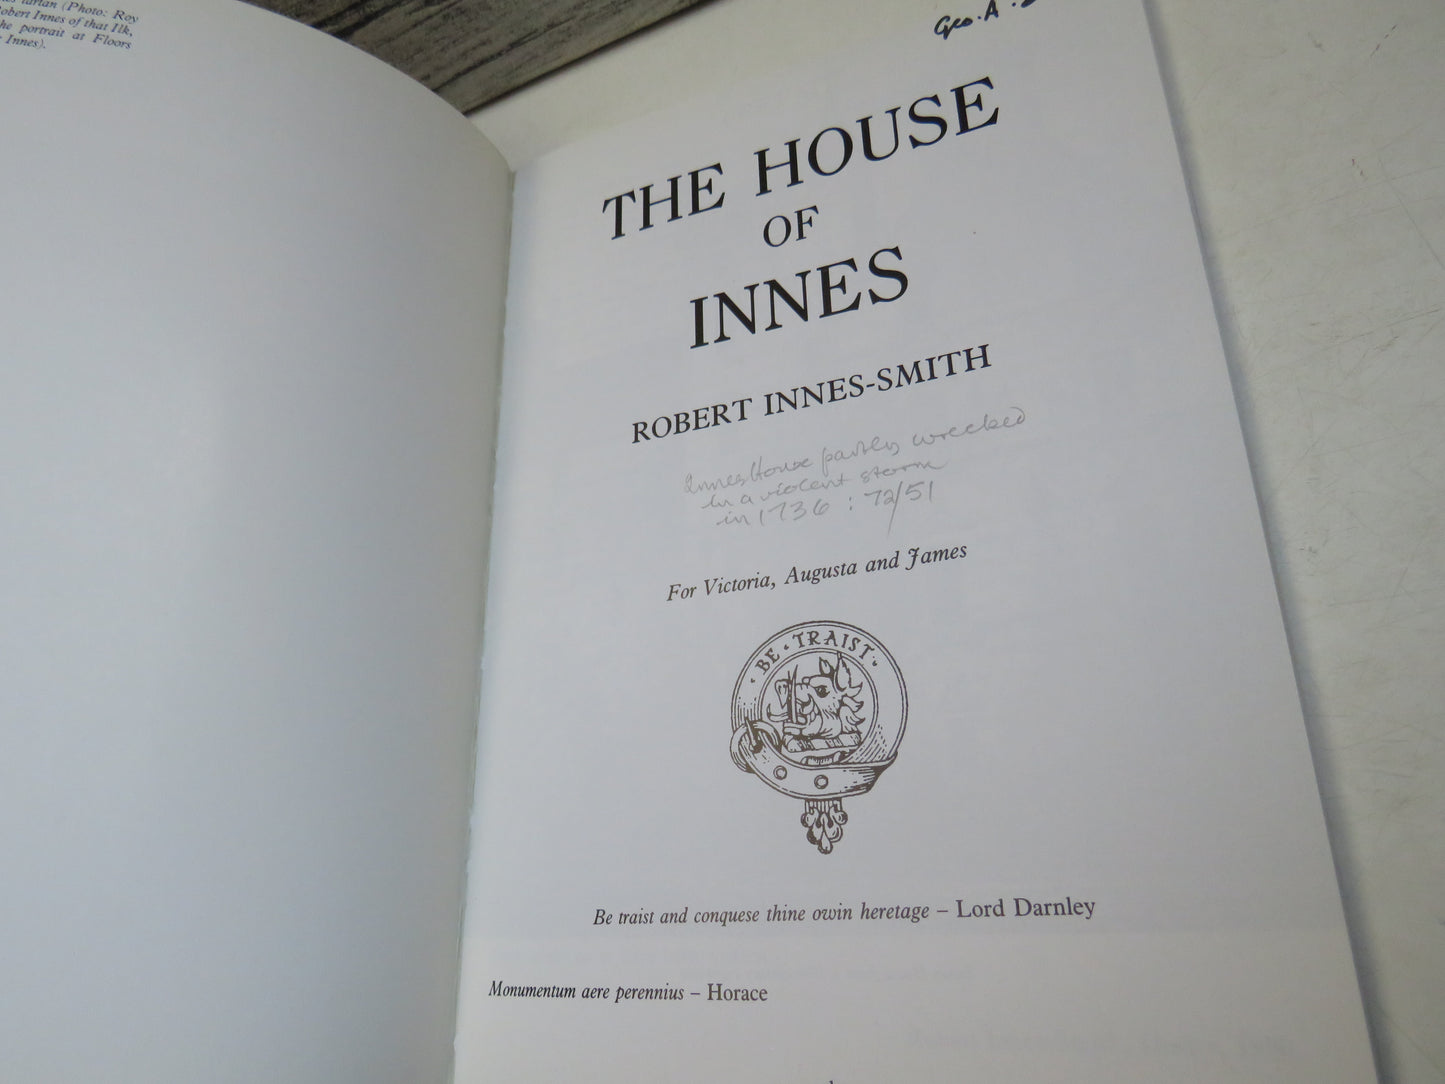 tartan (Photo: Roy
Robert Innes of that Ilk,
portrait at Floors
Innes).
Geo. A.
THE HOUSE
OF
INNES
ROBERT INNES-SMITH
Innes House partly wrecked
in a violent storm
in 1736 : 72/51
For Victoria, Augusta and James
BE · TRAIST ·
Be traist and conquese thine owin heretage – Lord Darnley
Monumentum aere perennius – Horace